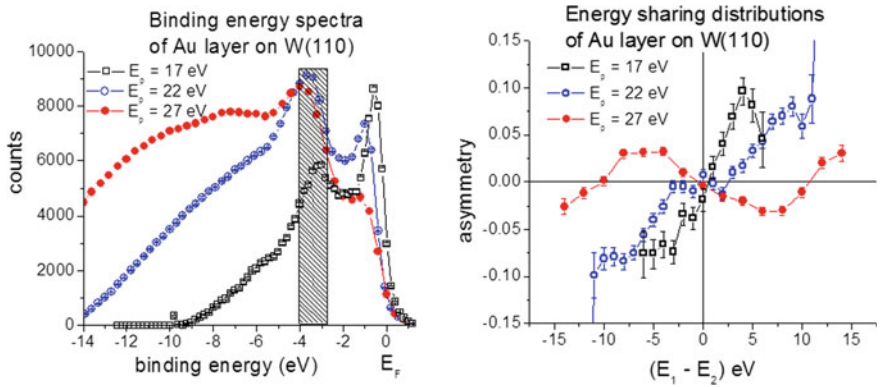 Binding energy spectra
of Au layer on W(110)
E_p = 17 eV
E_p = 22 eV
E_p = 27 eV
10000
8000
6000
4000
2000
0
counts
-14 -12 -10 -8 -6 -4 -2 0
binding energy (eV) E_F
Energy sharing distributions
of Au layer on W(110)
E_p = 17 eV
E_p = 22 eV
E_p = 27 eV
0.10
0.05
0.00
-0.05
-0.10
-0.15
asymmetry
-15 -10 -5 0 5 10 15
(E_1 - E_2) eV